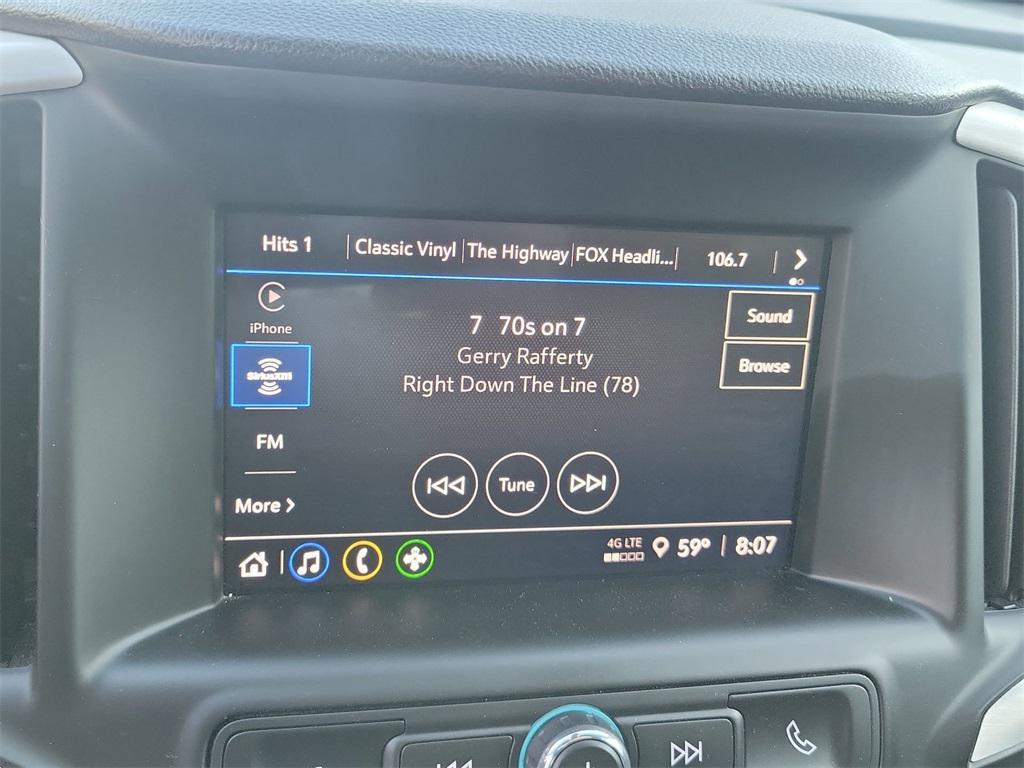 Hits 1 Classic Vinyl The Highway FOX Headli... 106.7
iPhone
7 70s on 7
Sound
Gerry Rafferty
SiriusXM
Right Down The Line (78)
Browse
FM
More
Tune
4G LTE
59° 8:07